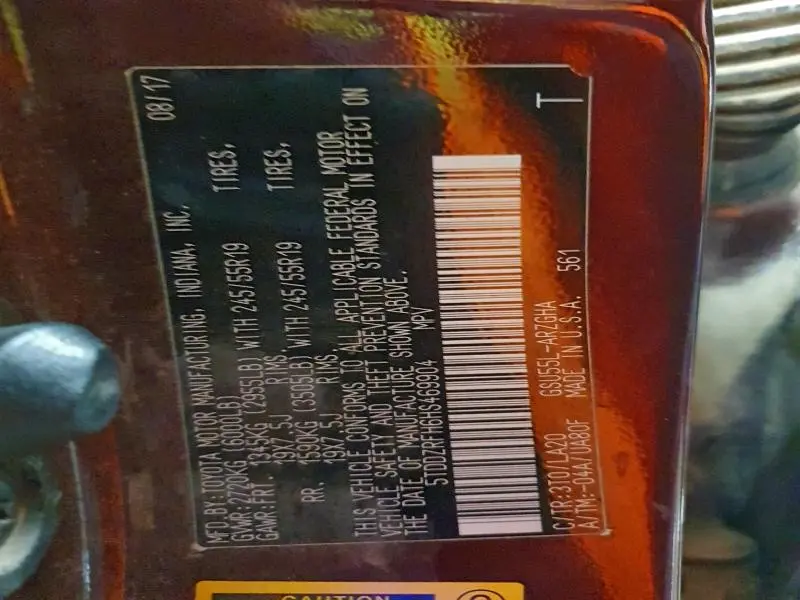 MFD.BY:TOYOTA MOTOR MANUFACTURING, INDIANA, INC. 08/17
GVWR:2720KG(6000LB)
GAWR:FRT. 1345KG (2955LB) WITH 245/55R19 TIRES,
19X7.5J RIMS.
RR. 1590KG (3505LB) WITH 245/55R19 TIRES,
19X7.5J RIMS.
THIS VEHICLE CONFORMS TO ALL APPLICABLE FEDERAL MOTOR
VEHICLE SAFETY AND THEFT PREVENTION STANDARDS IN EFFECT ON
THE DATE OF MANUFACTURE SHOWN ABOVE.
5TDDZRFH6HS469904 MPV
T
C/TR:3T0/LA20 GSU55L-ARZGHA
A/TM:-04A/UA80F MADE IN U.S.A. 561
CAUTION